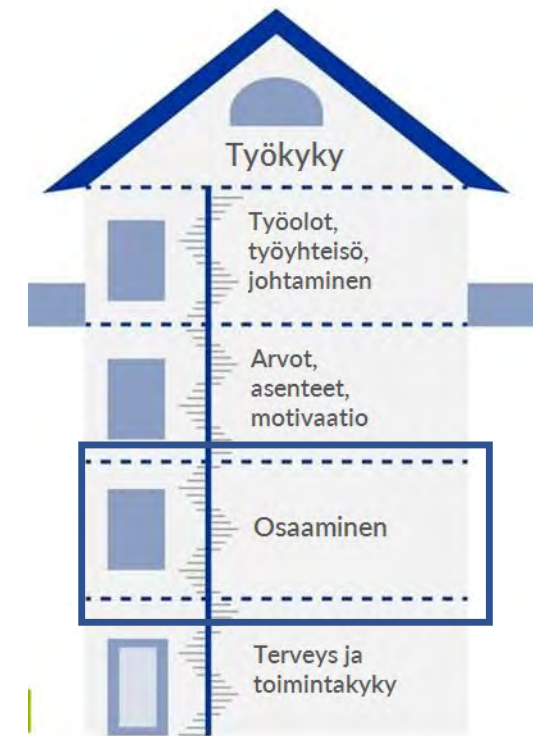 Työkyky
Työolot,
työyhteisö,
johtaminen
Arvot,
asenteet,
motivaatio
Osaaminen
Terveys ja
toimintakyky